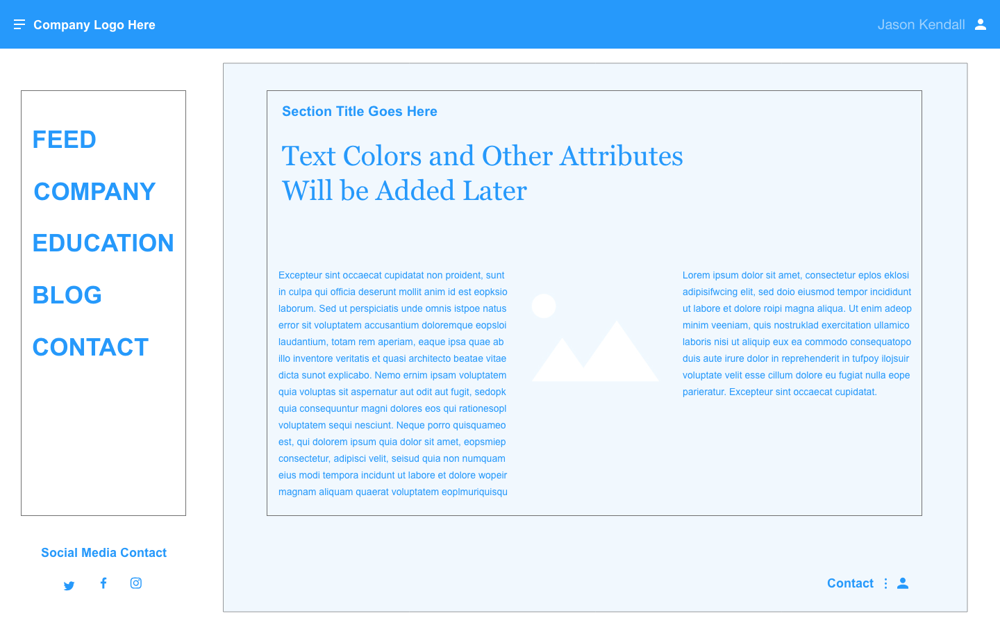 Company Logo Here
Jason Kendall
FEED
COMPANY
EDUCATION
BLOG
CONTACT
Social Media Contact
Section Title Goes Here
Text Colors and Other Attributes
Will be Added Later
Excepteur sint occaecat cupidatat non proident, sunt
in culpa qui officia deserunt mollit anim id est eopksio
laborum. Sed ut perspiciatis unde omnis istpoe natus
error sit voluptatem accusantium doloremque eopsloi
laudantium, totam rem aperiam, eaque ipsa quae ab
illo inventore veritatis et quasi architecto beatae vitae
dicta sunot explicabo. Nemo ernim ipsam voluptatem
quia voluptas sit aspernatur aut odit aut fugit, sedopk
quia consequuntur magni dolores eos qui rationesopl
voluptatem sequi nesciunt. Neque porro quisquameo
est, qui dolorem ipsum quia dolor sit amet, eopsmiep
consectetur, adipisci velit, seisud quia non numquam
eius modi tempora incidunt ut labore et dolore wopeir
magnam aliquam quaerat voluptatem eoplmuriquisqu
Lorem ipsum dolor sit amet, consectetur eplos eklosi
adipisifwcing elit, sed doio eiusmod tempor incididunt
ut labore et dolore roipi magna aliqua. Ut enim adeop
minim veeniam, quis nostruklad exercitation ullamico
laboris nisi ut aliquip eux ea commodo consequatopo
duis aute irure dolor in reprehenderit in tufpoy ilojsuir
voluptate velit esse cillum dolore eu fugiat nulla eope
parieratur. Excepteur sint occaecat cupidatat.
Contact